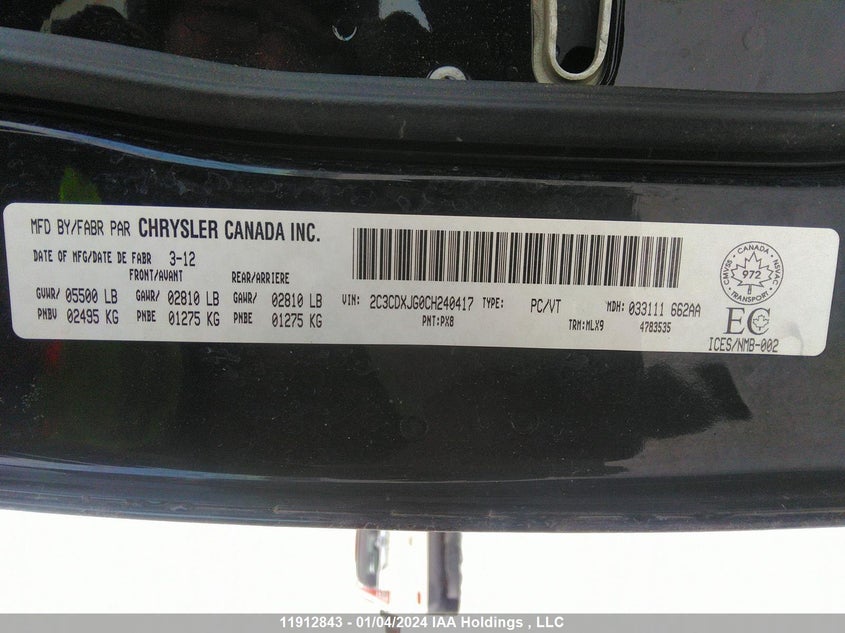 MFD BY/FABR PAR CHRYSLER CANADA INC.
DATE OF MFG/DATE DE FABR 3-12
FRONT/AVANT REAR/ARRIERE
GVWR/ 05500 LB GAWR/ 02810 LB GAWR/ 02810 LB
PNBV 02495 KG PNBE 01275 KG PNBE 01275 KG
VIN: 2C3CDXJG0CH240417 TYPE: PC/VT MDH: 033111 662AA
PNT:PX8 TRM:MLX9 4783535
CMVSS - CANADA - NSVAC
972
TRANSPORT
EC
ICES/NMB-002
11912843 - 01/04/2024 IAA Holdings , LLC